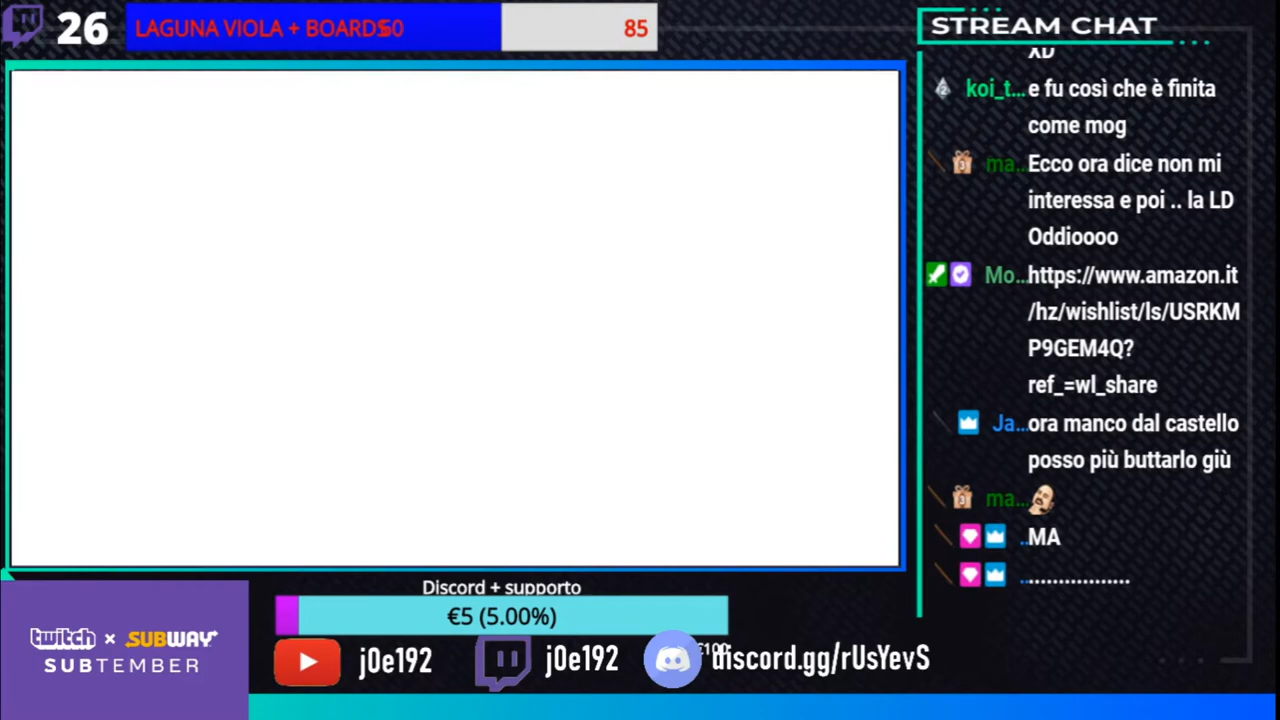 26
LAGUNA VIOLA + BOARDS
60
85
STREAM CHAT
XD
koi_t... e fu così che è finita
come mog
ma... Ecco ora dice non mi
interessa e poi .. la LD
Oddioooo
Mo... https://www.amazon.it
/hz/wishlist/ls/USRKM
P9GEM4Q?
ref_=wl_share
Ja... ora manco dal castello
posso più buttarlo giù
ma...
.. MA
.. .................
Discord + supporto
€5 (5.00%)
€100
twitch × SUBWAY
SUBTEMBER
j0e192
j0e192
discord.gg/rUsYevS